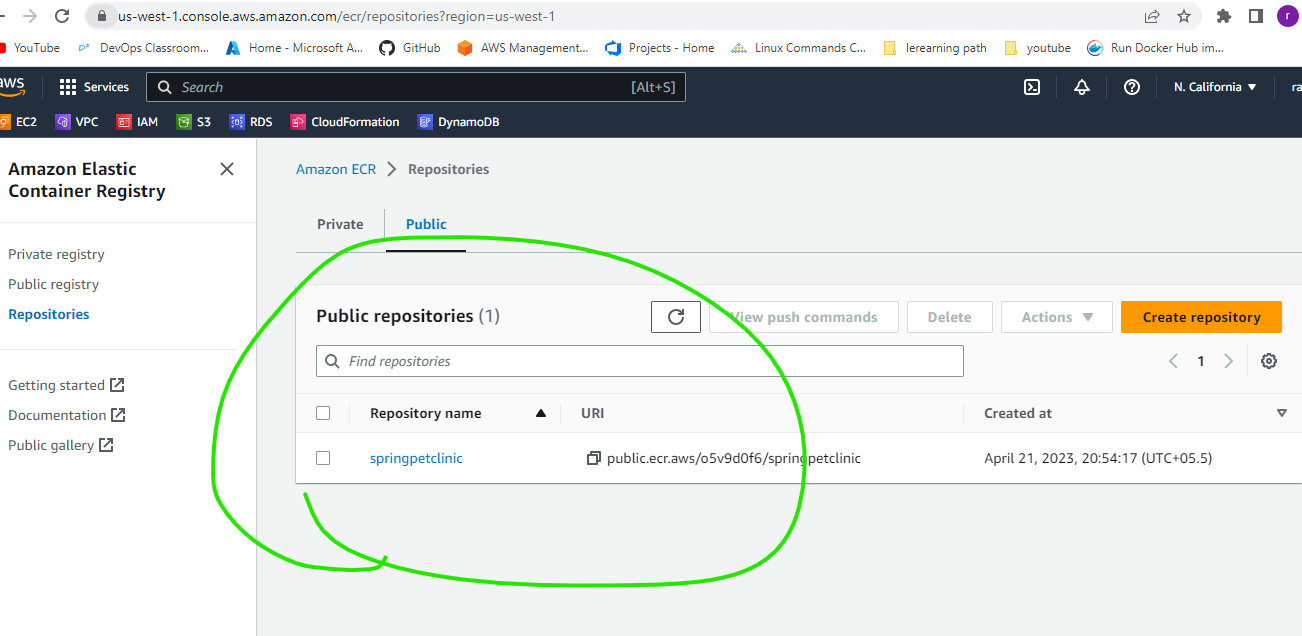 us-west-1.console.aws.amazon.com/ecr/repositories?region=us-west-1
YouTube DevOps Classroom... Home - Microsoft A... GitHub AWS Management... Projects - Home Linux Commands C... lerearning path youtube Run Docker Hub im...
aws Services Search [Alt+S] N. California ra
EC2 VPC IAM S3 RDS CloudFormation DynamoDB
Amazon Elastic
Container Registry
Private registry
Public registry
Repositories
Getting started
Documentation
Public gallery
Amazon ECR Repositories
Private Public
Public repositories (1) View push commands Delete Actions Create repository
Find repositories 1
Repository name URI Created at
springpetclinic public.ecr.aws/o5v9d0f6/springpetclinic April 21, 2023, 20:54:17 (UTC+05.5)